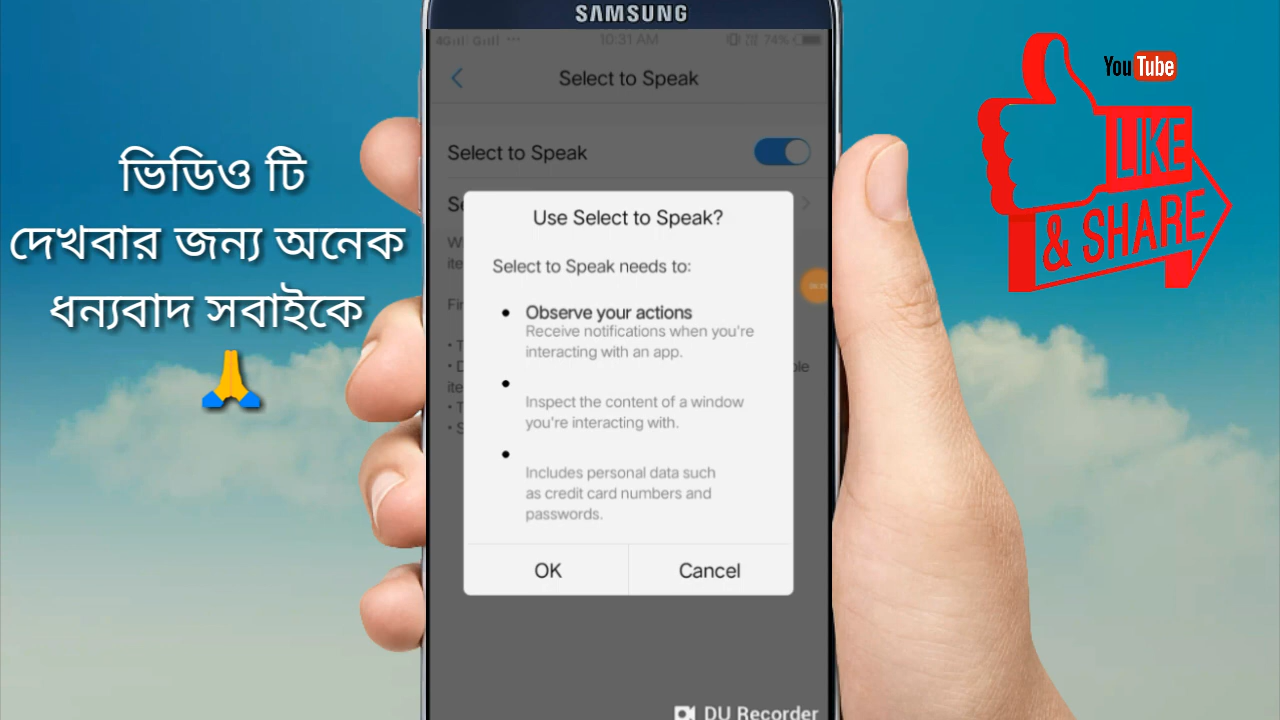 SAMSUNG
4G
10:31 AM
74%
Select to Speak
Select to Speak
Use Select to Speak?
Select to Speak needs to:
• Observe your actions
Receive notifications when you're
interacting with an app.
•
Inspect the content of a window
you're interacting with.
•
Includes personal data such
as credit card numbers and
passwords.
OK
Cancel
DU Recorder
ভিডিও টি
দেখবার জন্য অনেক
ধন্যবাদ সবাইকে
🙏
YouTube
LIKE
& SHARE